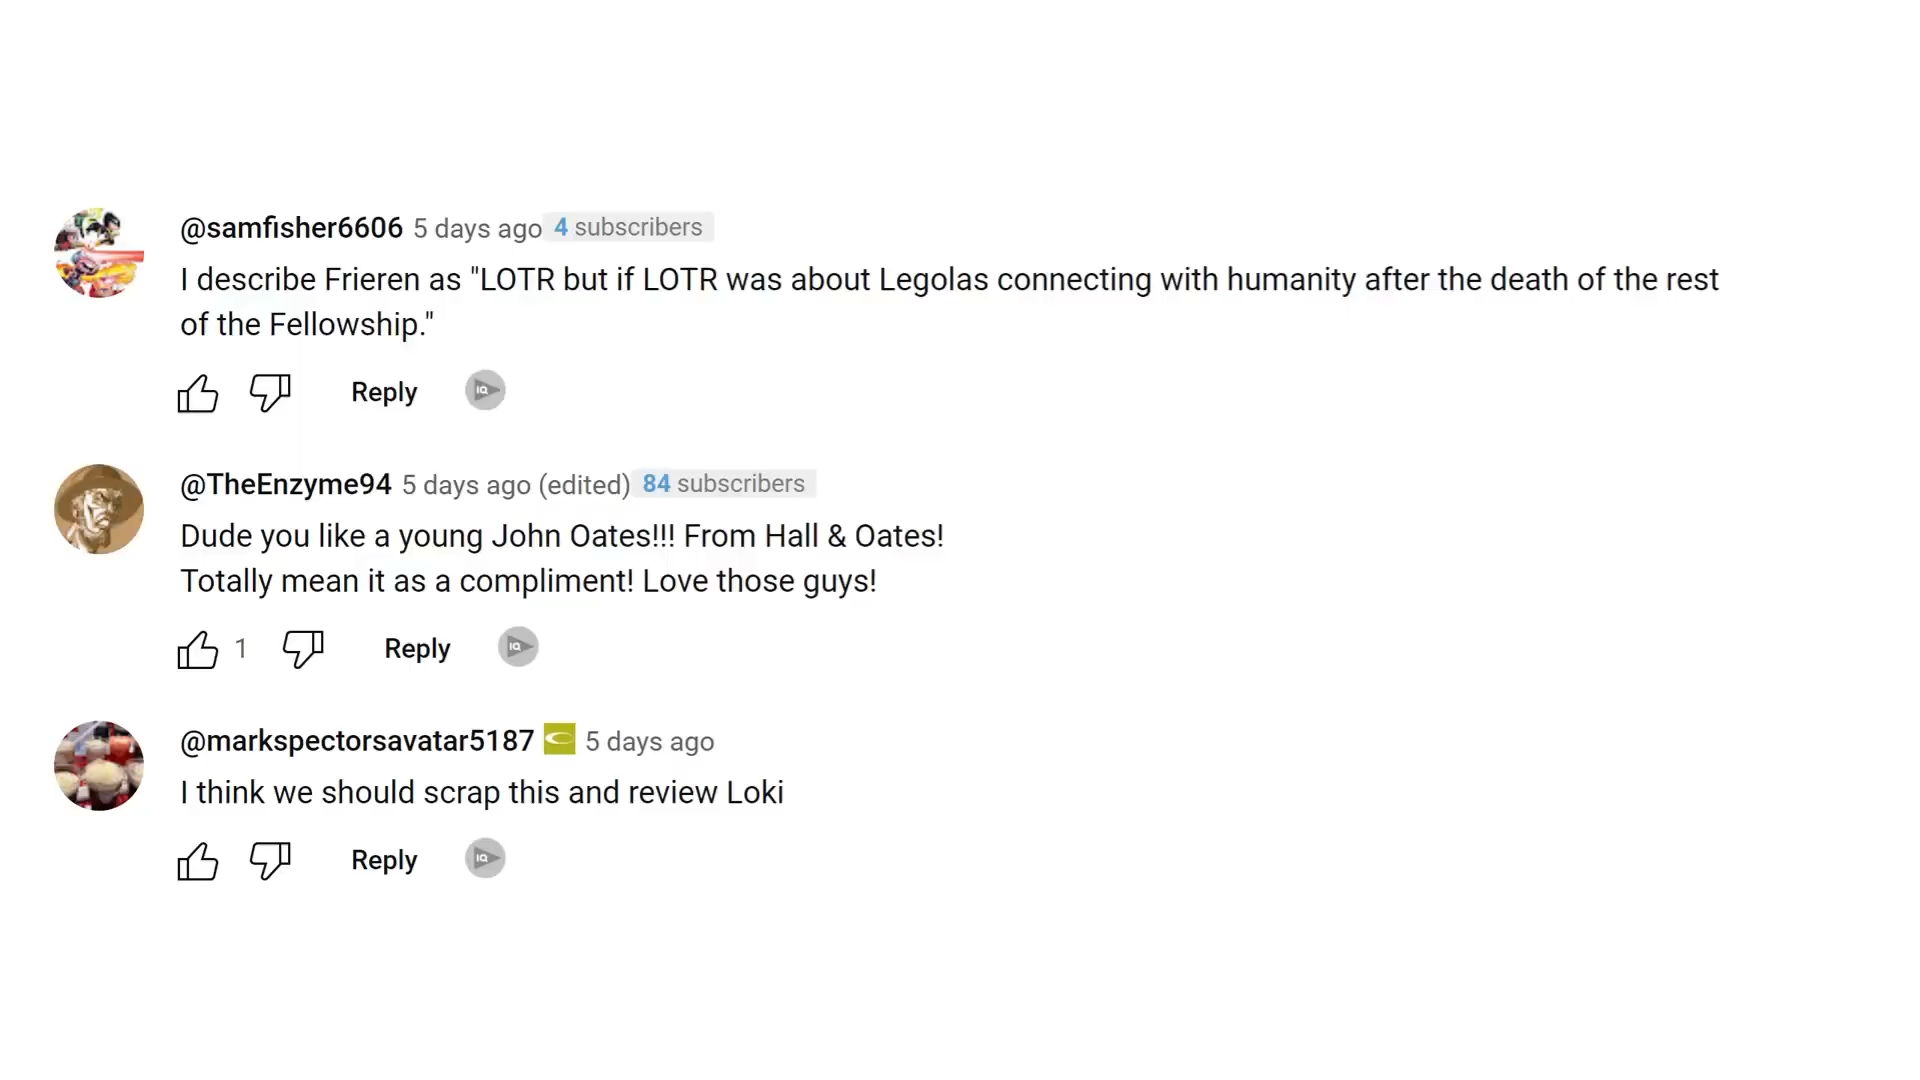 @samfisher6606 5 days ago 4 subscribers
I describe Frieren as "LOTR but if LOTR was about Legolas connecting with humanity after the death of the rest
of the Fellowship."
Reply IQ
@TheEnzyme94 5 days ago (edited) 84 subscribers
Dude you like a young John Oates!!! From Hall & Oates!
Totally mean it as a compliment! Love those guys!
1 Reply IQ
@markspectorsavatar5187 5 days ago
I think we should scrap this and review Loki
Reply IQ